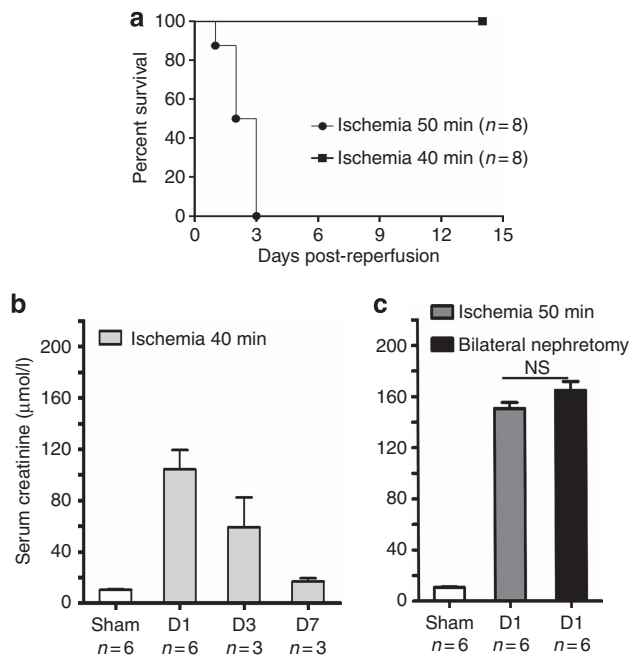 a
100
80
60
40
20
0
Percent survival
Ischemia 50 min (n=8)
Ischemia 40 min (n=8)
0 3 6 9 12 15
Days post-reperfusion
b
Ischemia 40 min
200
160
120
80
40
0
Serum creatinine (μmol/l)
Sham D1 D3 D7
n=6 n=6 n=3 n=3
c
Ischemia 50 min
Bilateral nephretomy
NS
200
160
120
80
40
0
Sham D1 D1
n=6 n=6 n=6